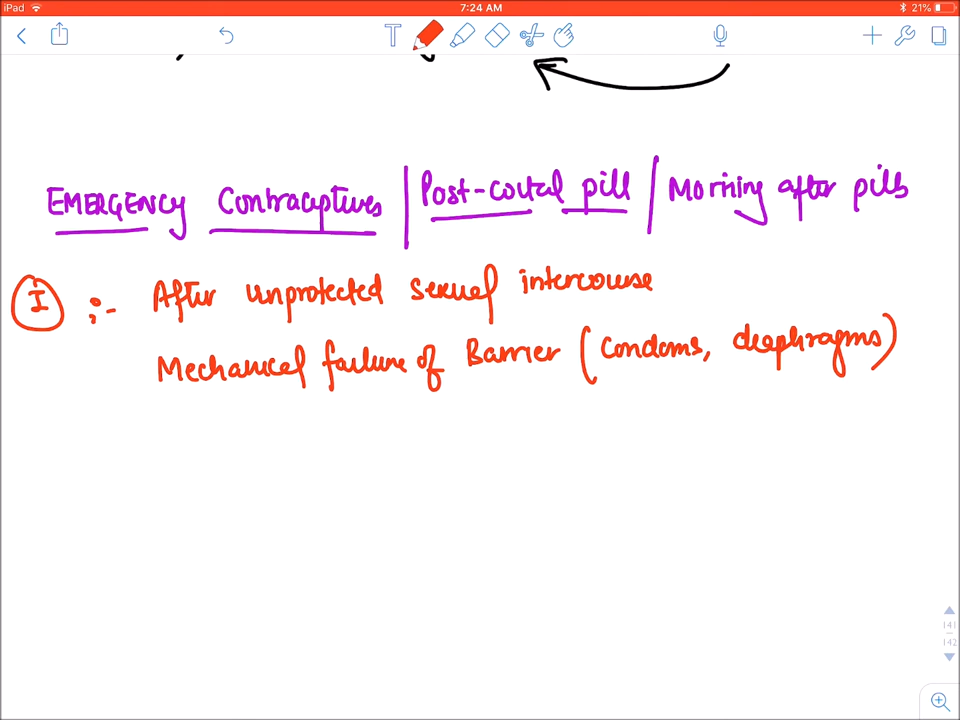 iPad 7:24 AM 21%
T
EMERGENCY Contraceptives | Post-coital pill | Morning after pills
I :- After unprotected sexual intercourse
Mechanical failure of Barrier (condoms, diaphragms)
141
142